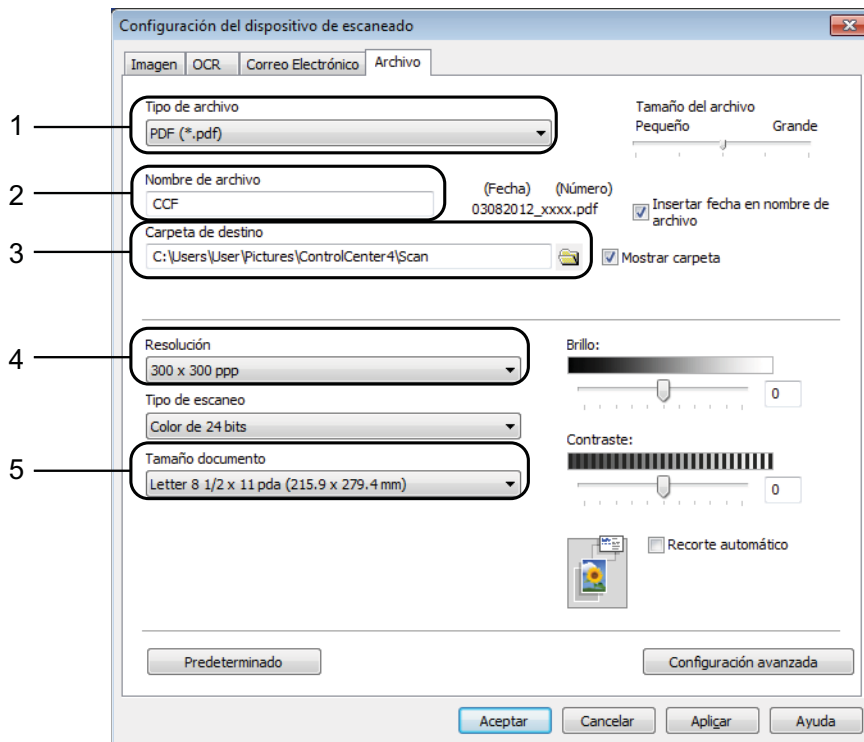 Configuración del dispositivo de escaneado
Imagen OCR Correo Electrónico Archivo
1
Tipo de archivo
PDF (*.pdf)
Tamaño del archivo
Pequeño Grande
2
Nombre de archivo
CCF
(Fecha) (Número)
03082012_xxxx.pdf
Insertar fecha en nombre de
archivo
3
Carpeta de destino
C:\Users\User\Pictures\ControlCenter4\Scan
Mostrar carpeta
4
Resolución
300 x 300 ppp
Tipo de escaneo
Color de 24 bits
5
Tamaño documento
Letter 8 1/2 x 11 pda (215.9 x 279.4 mm)
Brillo:
0
Contraste:
0
Recorte automático
Predeterminado
Configuración avanzada
Aceptar Cancelar Aplicar Ayuda